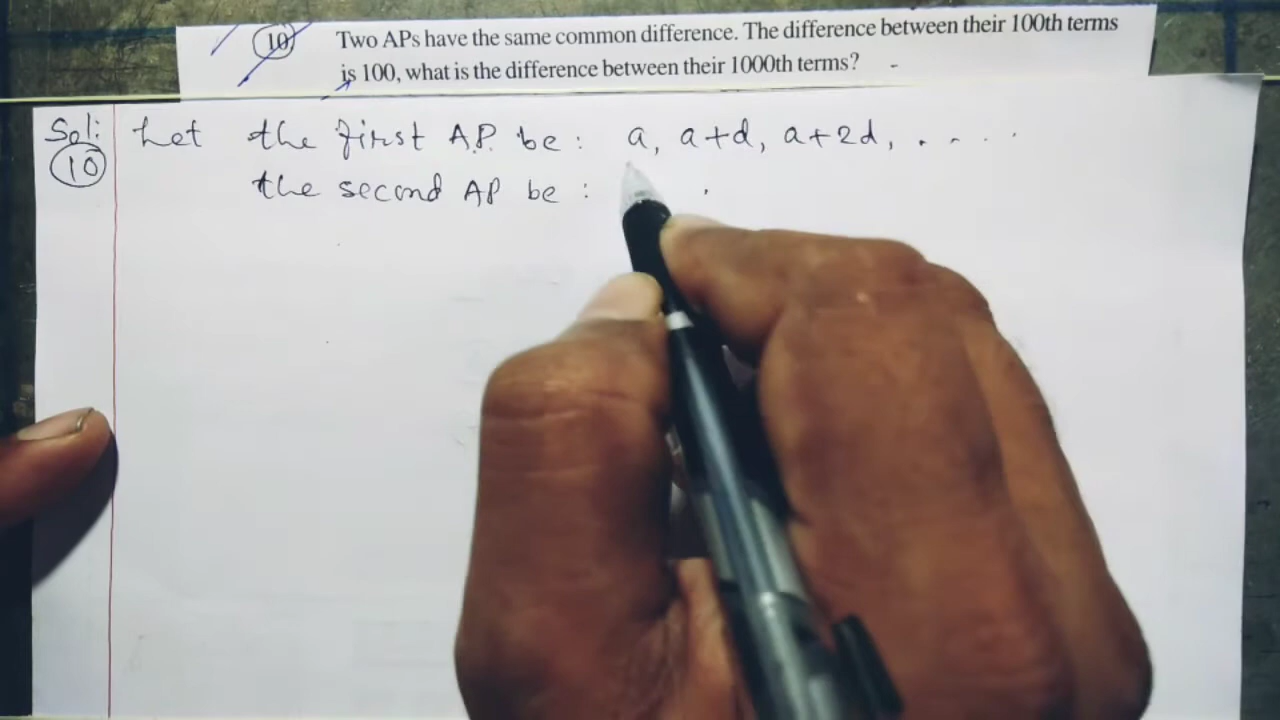 10 Two APs have the same common difference. The difference between their 100th terms
is 100, what is the difference between their 1000th terms?
Sol: Let the first A.P. be: a, a+d, a+2d, . . . . .
10 the second AP be :